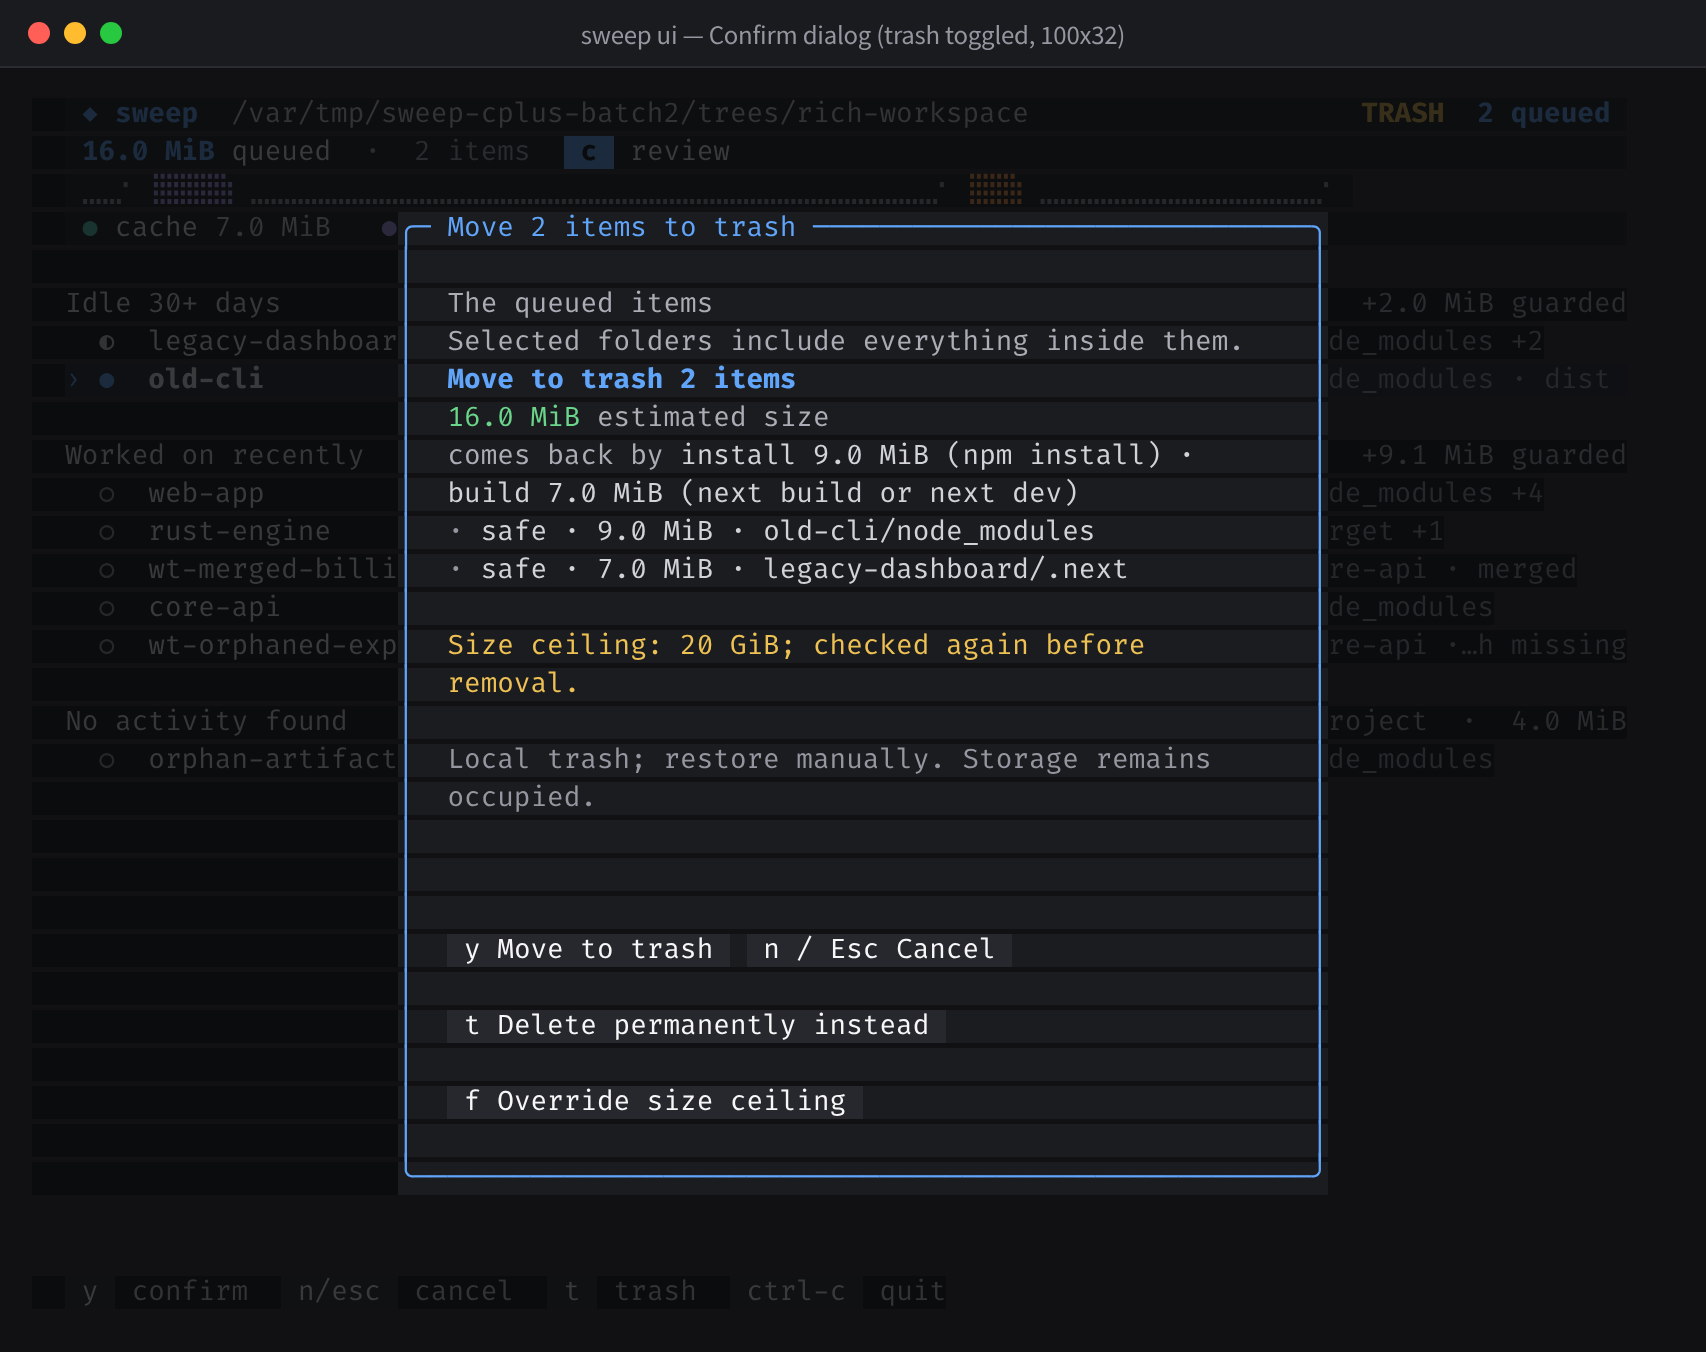 sweep ui — Confirm dialog (trash toggled, 100x32)
◆ sweep /var/tmp/sweep-cplus-batch2/trees/rich-workspace TRASH 2 queued
16.0 MiB queued · 2 items c review
● cache 7.0 MiB ●
Move 2 items to trash
The queued items
Idle 30+ days +2.0 MiB guarded
Selected folders include everything inside them.
◐ legacy-dashboar de_modules +2
Move to trash 2 items
› ● old-cli de_modules · dist
16.0 MiB estimated size
comes back by install 9.0 MiB (npm install) ·
Worked on recently +9.1 MiB guarded
build 7.0 MiB (next build or next dev)
○ web-app de_modules +4
· safe · 9.0 MiB · old-cli/node_modules
○ rust-engine rget +1
· safe · 7.0 MiB · legacy-dashboard/.next
○ wt-merged-billi re-api · merged
○ core-api de_modules
Size ceiling: 20 GiB; checked again before
○ wt-orphaned-exp re-api ·…h missing
removal.
No activity found roject · 4.0 MiB
Local trash; restore manually. Storage remains
○ orphan-artifact de_modules
occupied.
y Move to trash n / Esc Cancel
t Delete permanently instead
f Override size ceiling
y confirm n/esc cancel t trash ctrl-c quit